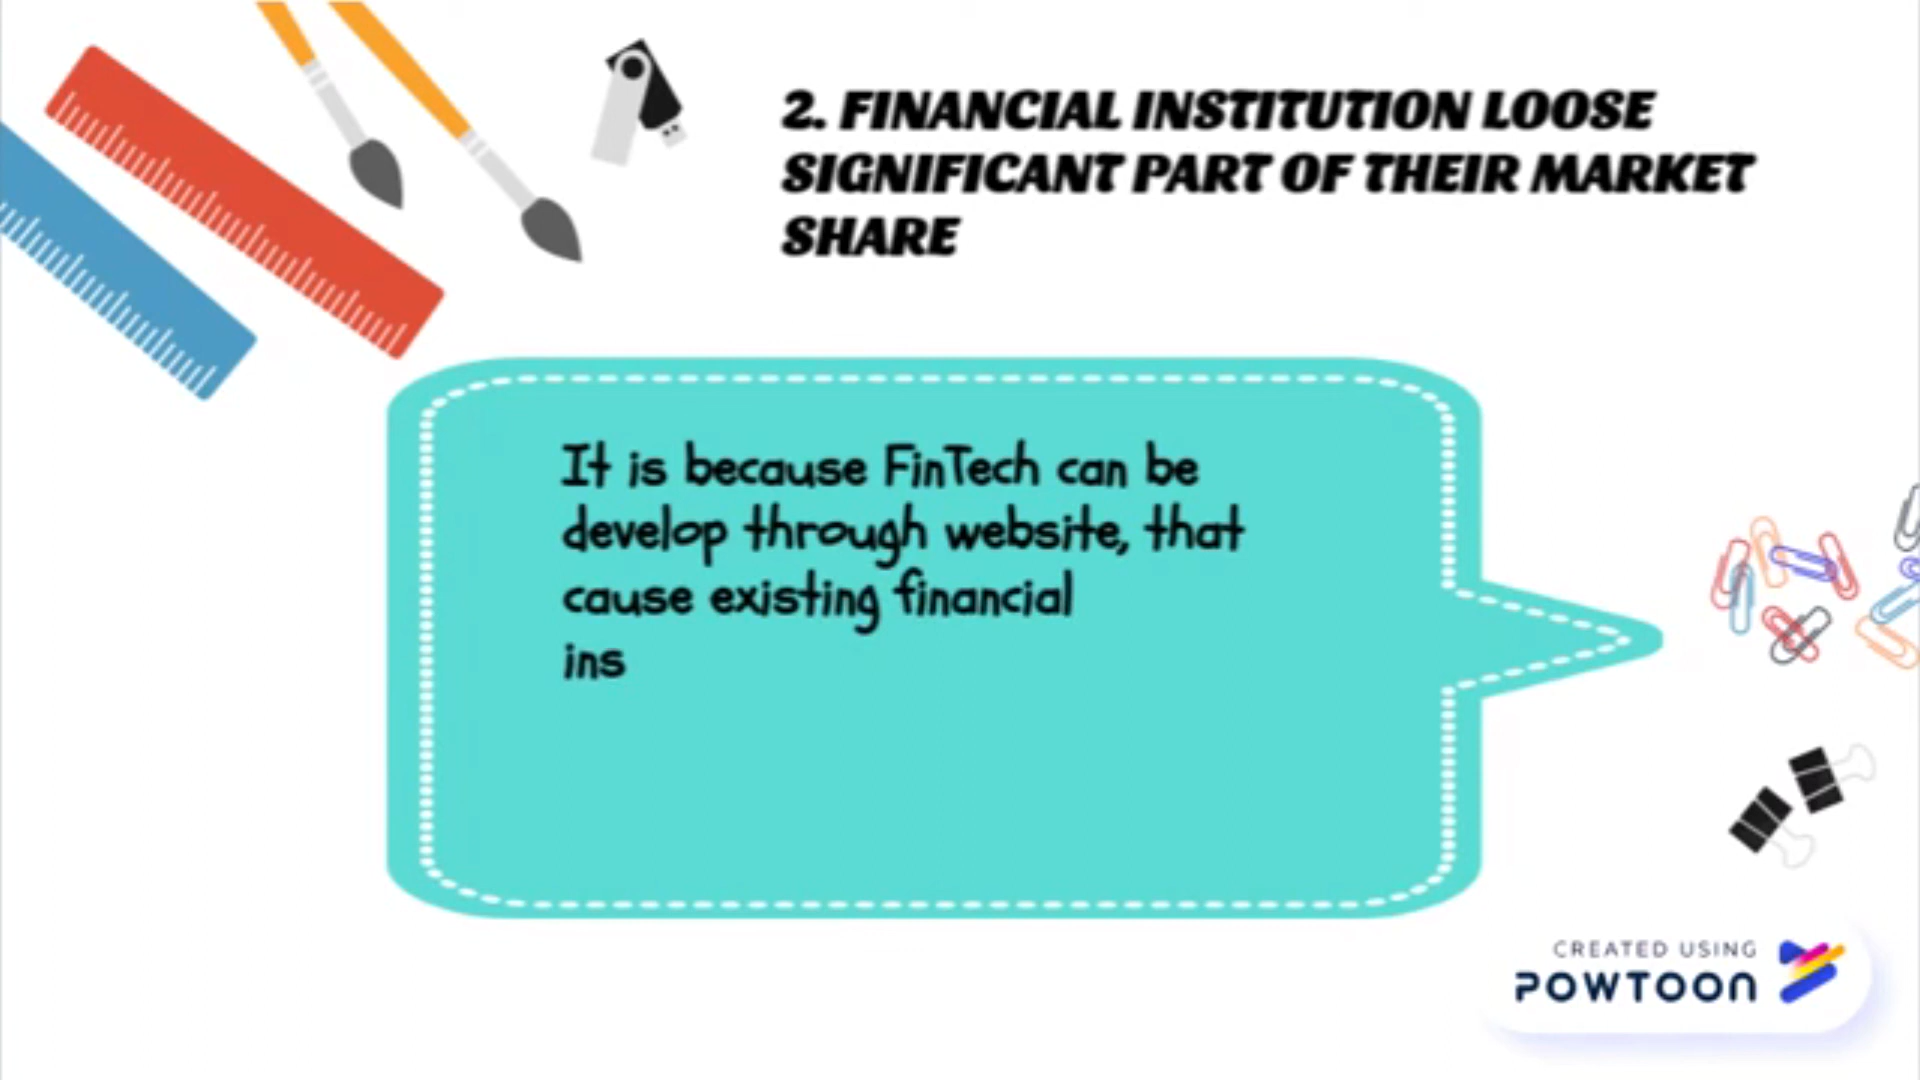 2. FINANCIAL INSTITUTION LOOSE
SIGNIFICANT PART OF THEIR MARKET
SHARE
It is because FinTech can be
develop through website, that
cause existing financial
ins
CREATED USING
POWTOON